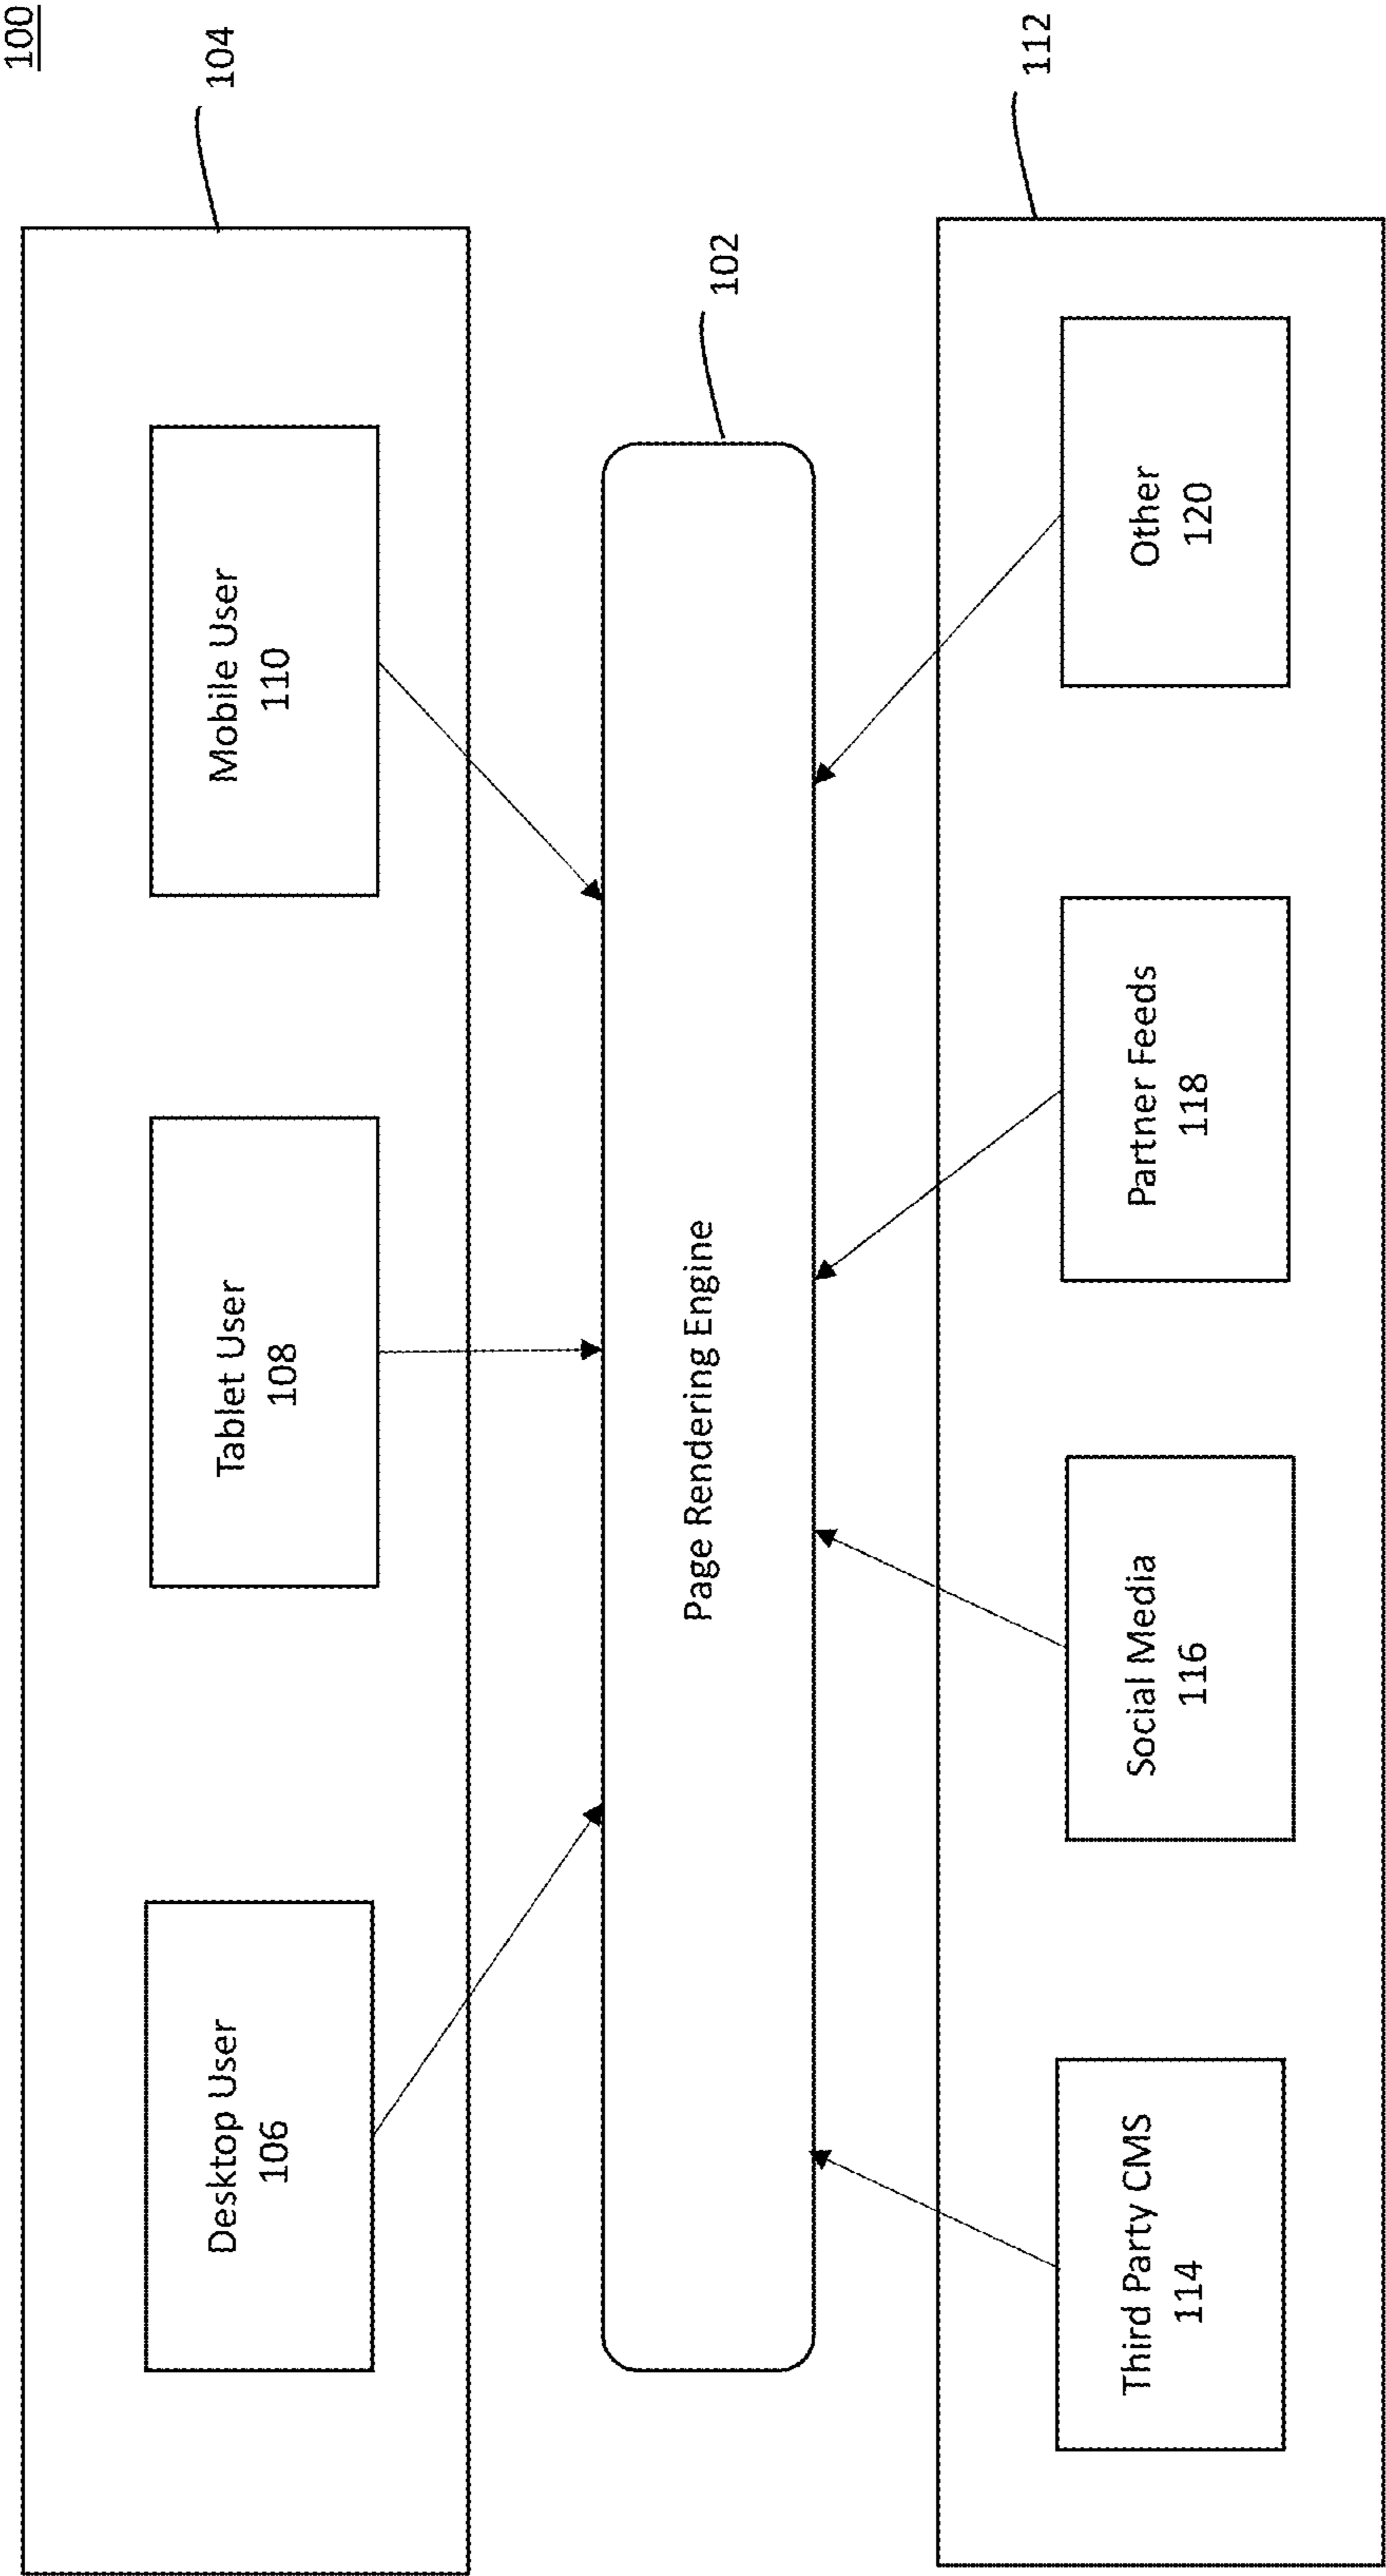 100
104
Desktop User
106
Tablet User
108
Mobile User
110
102
Page Rendering Engine
112
Third Party CMS
114
Social Media
116
Partner Feeds
118
Other
120